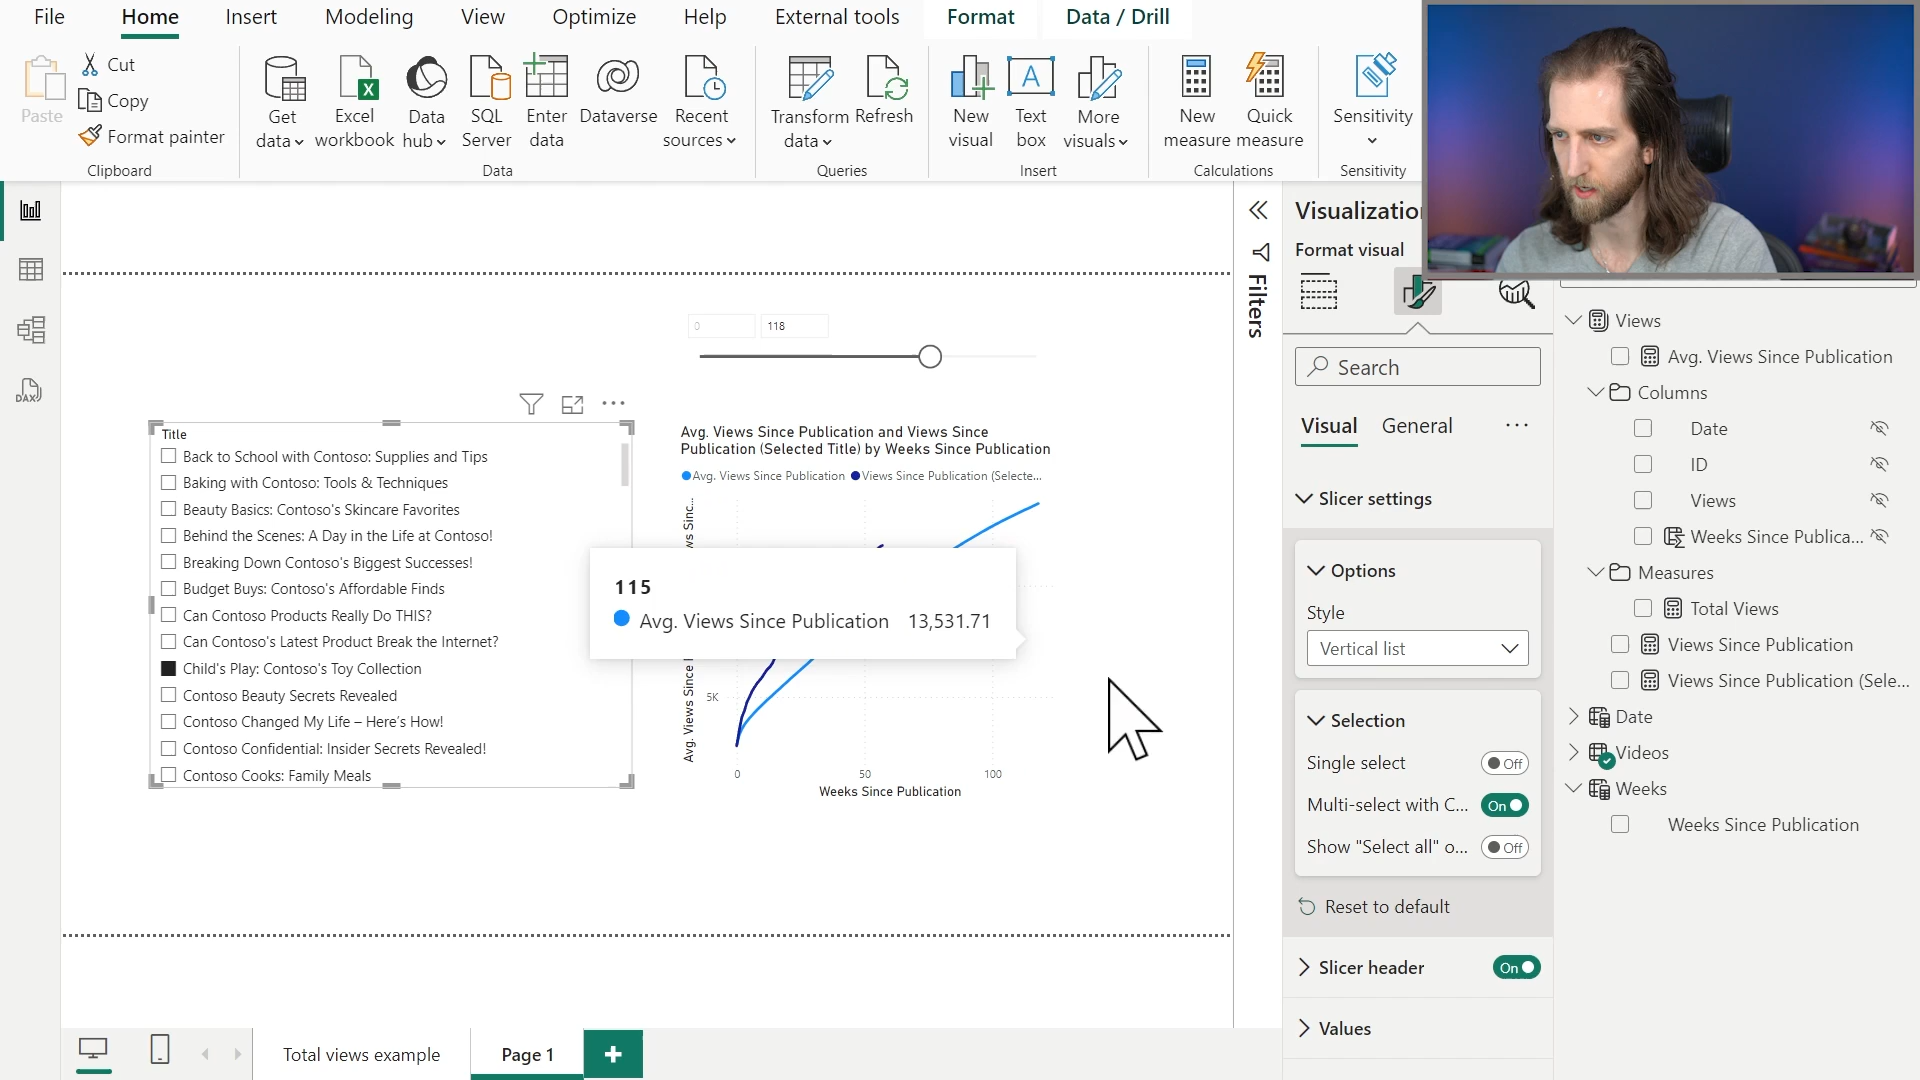 File
Home
Insert
Modeling
View
Optimize
Help
External tools
Format
Data / Drill
Paste
Cut
Copy
Format painter
Clipboard
Get data
Excel workbook
Data hub
SQL Server
Enter data
Dataverse
Recent sources
Data
Transform data
Refresh
Queries
New visual
Text box
More visuals
Insert
New measure
Quick measure
Calculations
Sensitivity
Sensitivity
DAX
0
118
Title
Back to School with Contoso: Supplies and Tips
Baking with Contoso: Tools & Techniques
Beauty Basics: Contoso's Skincare Favorites
Behind the Scenes: A Day in the Life at Contoso!
Breaking Down Contoso's Biggest Successes!
Budget Buys: Contoso's Affordable Finds
Can Contoso Products Really Do THIS?
Can Contoso's Latest Product Break the Internet?
Child's Play: Contoso's Toy Collection
Contoso Beauty Secrets Revealed
Contoso Changed My Life – Here's How!
Contoso Confidential: Insider Secrets Revealed!
Contoso Cooks: Family Meals
Avg. Views Since Publication and Views Since
Publication (Selected Title) by Weeks Since Publication
Avg. Views Since Publication
Views Since Publication (Selecte...
Avg. Views Since
ws Sinc...
115
Avg. Views Since Publication 13,531.71
5K
0
50
100
Weeks Since Publication
Filters
Format visual
Search
Visual
General
Slicer settings
Options
Style
Vertical list
Selection
Single select
Off
Multi-select with C...
On
Show "Select all" o...
Off
Reset to default
Slicer header
On
Values
Views
Avg. Views Since Publication
Columns
Date
ID
Views
Weeks Since Publica...
Measures
Total Views
Views Since Publication
Views Since Publication (Sele...
Date
Videos
Weeks
Weeks Since Publication
Total views example
Page 1